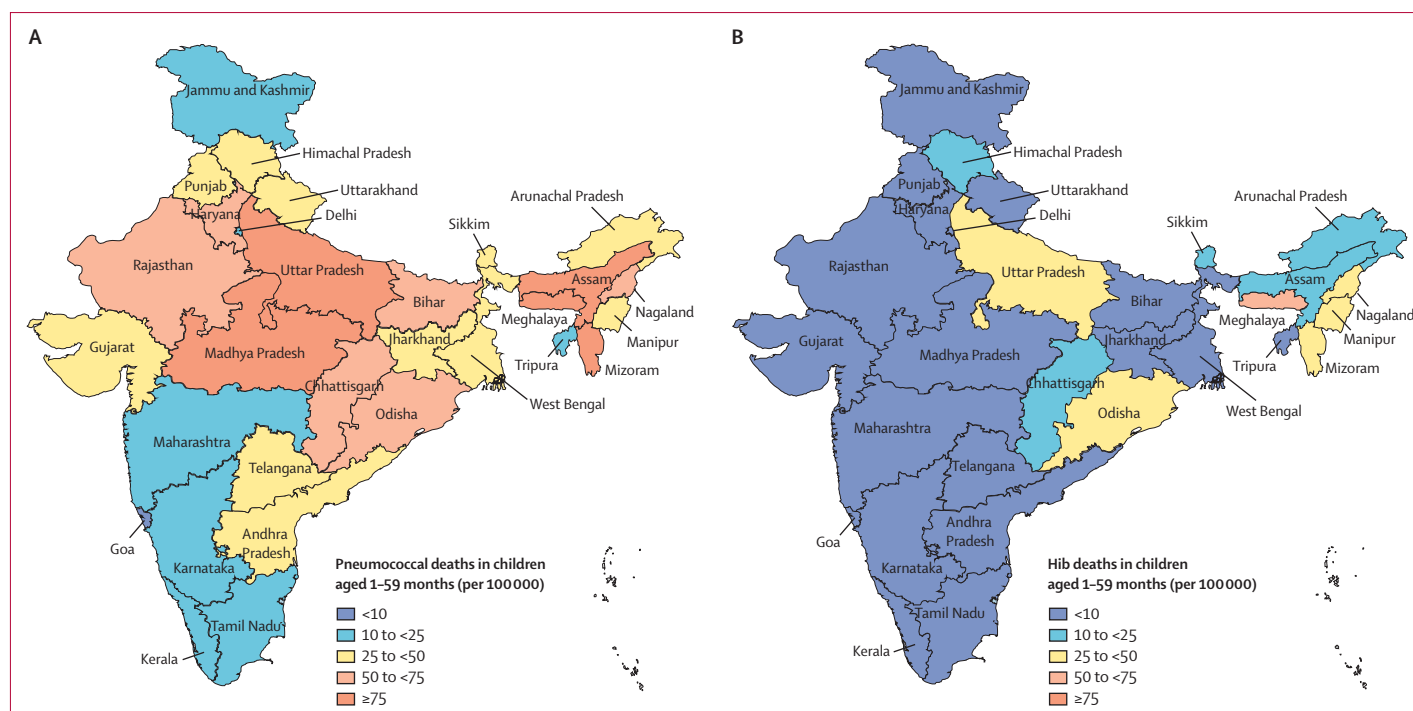 A
Jammu and Kashmir
Himachal Pradesh
Punjab
Uttarakhand
Haryana
Delhi
Arunachal Pradesh
Sikkim
Rajasthan
Uttar Pradesh
Assam
Bihar
Nagaland
Meghalaya
Manipur
Gujarat
Madhya Pradesh
Jharkhand
Tripura
Mizoram
Chhattisgarh
West Bengal
Odisha
Maharashtra
Telangana
Goa
Andhra
Pradesh
Karnataka
Tamil Nadu
Kerala
Pneumococcal deaths in children
aged 1–59 months (per 100 000)
<10
10 to <25
25 to <50
50 to <75
≥75
B
Jammu and Kashmir
Himachal Pradesh
Punjab
Uttarakhand
Haryana
Delhi
Arunachal Pradesh
Sikkim
Rajasthan
Uttar Pradesh
Assam
Bihar
Nagaland
Meghalaya
Manipur
Gujarat
Madhya Pradesh
Jharkhand
Tripura
Mizoram
Chhattisgarh
West Bengal
Odisha
Maharashtra
Telangana
Goa
Andhra
Pradesh
Karnataka
Tamil Nadu
Kerala
Hib deaths in children
aged 1–59 months (per 100 000)
<10
10 to <25
25 to <50
50 to <75
≥75